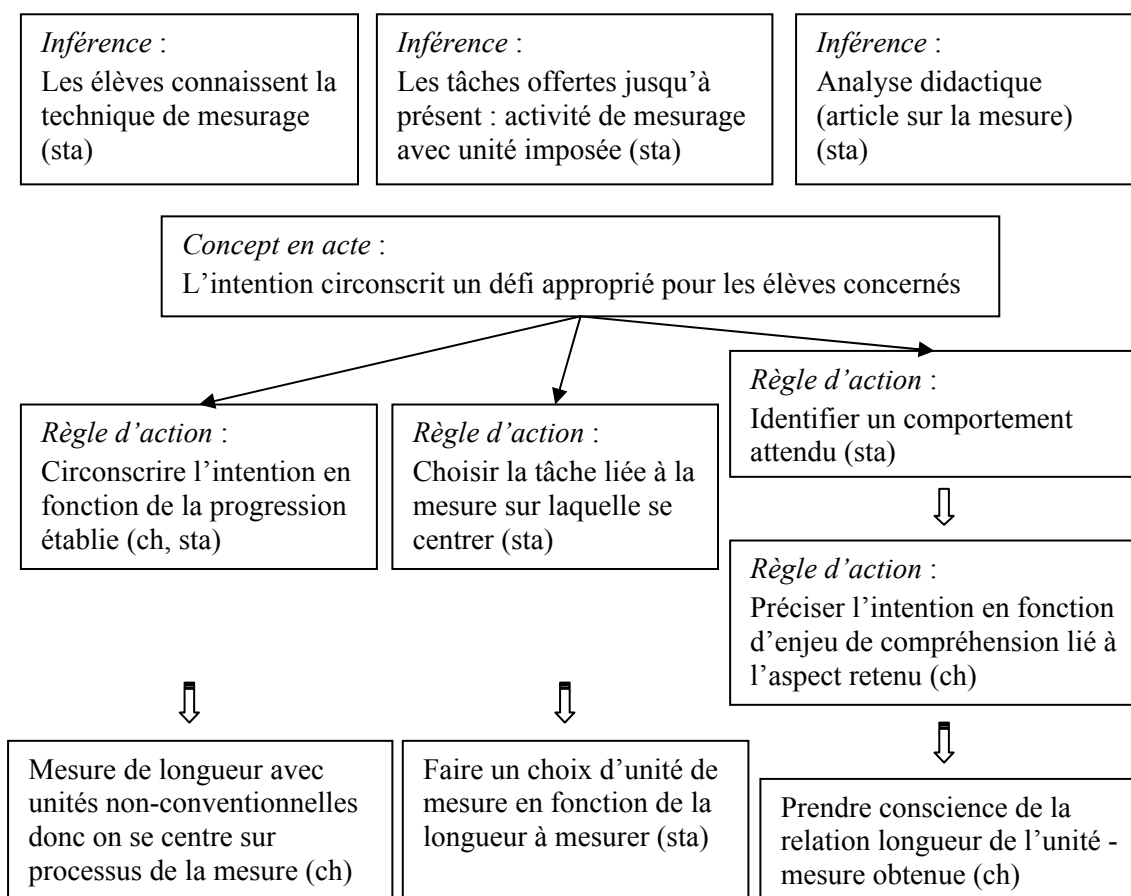 Inférence :
Les élèves connaissent la
technique de mesurage
(sta)
Inférence :
Les tâches offertes jusqu’à
présent : activité de mesurage
avec unité imposée (sta)
Inférence :
Analyse didactique
(article sur la mesure)
(sta)
Concept en acte :
L’intention circonscrit un défi approprié pour les élèves concernés
Règle d’action :
Circonscrire l’intention en
fonction de la progression
établie (ch, sta)
Règle d’action :
Choisir la tâche liée à la
mesure sur laquelle se
centrer (sta)
Règle d’action :
Identifier un comportement
attendu (sta)
Règle d’action :
Préciser l’intention en fonction
d’enjeu de compréhension lié à
l’aspect retenu (ch)
Mesure de longueur avec
unités non-conventionnelles
donc on se centre sur
processus de la mesure (ch)
Faire un choix d’unité de
mesure en fonction de la
longueur à mesurer (sta)
Prendre conscience de la
relation longueur de l’unité -
mesure obtenue (ch)